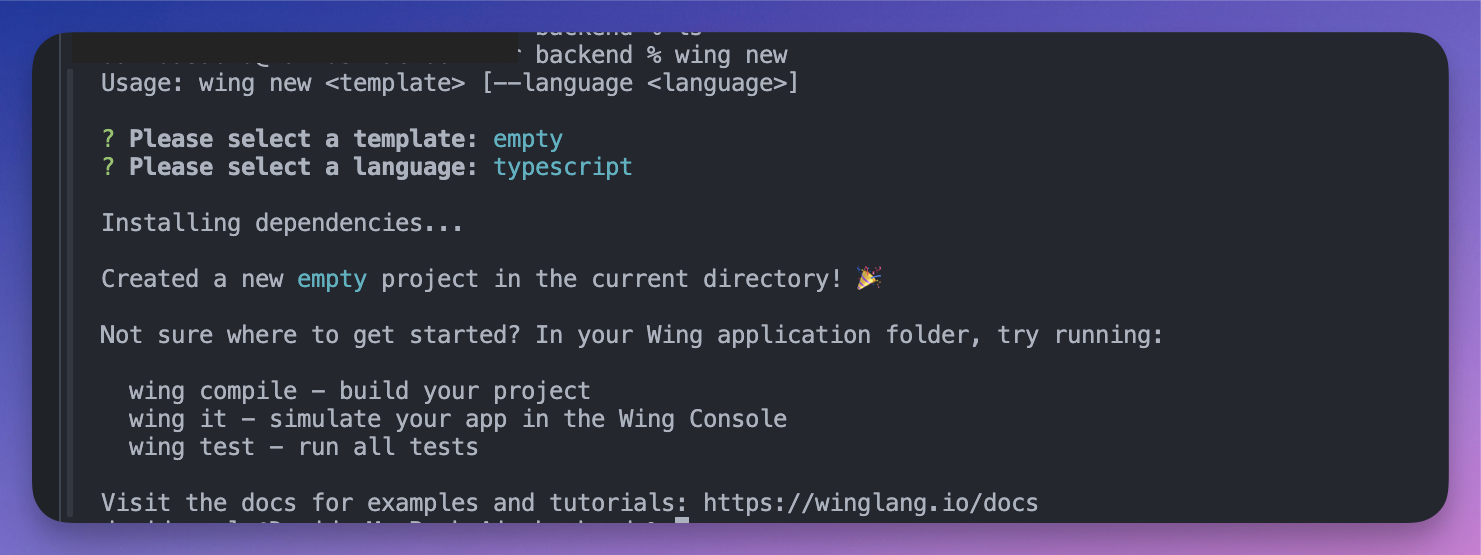 backend % ls
backend % wing new
Usage: wing new <template> [--language <language>]
? Please select a template: empty
? Please select a language: typescript
Installing dependencies...
Created a new empty project in the current directory! 🎉
Not sure where to get started? In your Wing application folder, try running:
wing compile – build your project
wing it – simulate your app in the Wing Console
wing test – run all tests
Visit the docs for examples and tutorials: https://winglang.io/docs